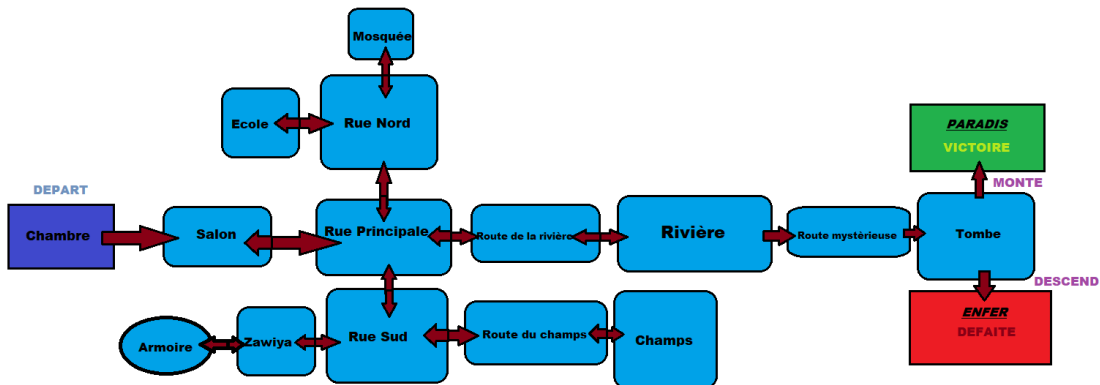 Mosquée
Ecole
Rue Nord
PARADIS
VICTOIRE
DEPART
MONTE
Chambre
Salon
Rue Principale
Route de la rivière
Rivière
Route mystèrieuse
Tombe
DESCEND
ENFER
DEFAITE
Armoire
Zawiya
Rue Sud
Route du champs
Champs